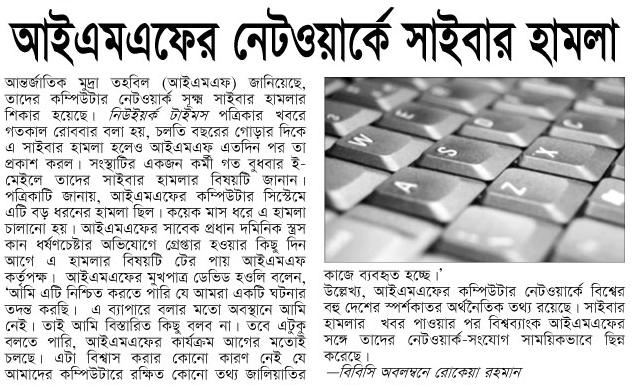 আইএমএফের নেটওয়ার্কে সাইবার হামলা
আন্তর্জাতিক মুদ্রা তহবিল (আইএমএফ) জানিয়েছে,
তাদের কম্পিউটার নেটওয়ার্ক সূক্ষ্ম সাইবার হামলার
শিকার হয়েছে। নিউইয়র্ক টাইমস পত্রিকার খবরে
গতকাল রোববার বলা হয়, চলতি বছরের গোড়ার দিকে
এ সাইবার হামলা হলেও আইএমএফ এতদিন পর তা
প্রকাশ করল। সংস্থাটির একজন কর্মী গত বুধবার ই-
মেইলে তাদের সাইবার হামলার বিষয়টি জানান।
পত্রিকাটি জানায়, আইএমএফের কম্পিউটার সিস্টেমে
এটি বড় ধরনের হামলা ছিল। কয়েক মাস ধরে এ হামলা
চালানো হয়। আইএমএফের সাবেক প্রধান দমিনিক স্ত্রস
কান ধর্ষণচেষ্টার অভিযোগে গ্রেপ্তার হওয়ার কিছু দিন
আগে এ হামলার বিষয়টি টের পায় আইএমএফ
কর্তৃপক্ষ। আইএমএফের মুখপাত্র ডেভিড হওলি বলেন,
‘আমি এটি নিশ্চিত করতে পারি যে আমরা একটি ঘটনার
তদন্ত করছি। এ ব্যাপারে বলার মতো অবস্থানে আমি
নেই। তাই আমি বিস্তারিত কিছু বলব না। তবে এটুকু
বলতে পারি, আইএমএফের কার্যক্রম আগের মতোই
চলছে। এটা বিশ্বাস করার কোনো কারণ নেই যে
আমাদের কম্পিউটারে রক্ষিত কোনো তথ্য জালিয়াতির
কাজে ব্যবহৃত হচ্ছে।’
উল্লেখ্য, আইএমএফের কম্পিউটার নেটওয়ার্কে বিশ্বের
বহু দেশের স্পর্শকাতর অর্থনৈতিক তথ্য রয়েছে। সাইবার
হামলার খবর পাওয়ার পর বিশ্বব্যাংক আইএমএফের
সঙ্গে তাদের নেটওয়ার্ক-সংযোগ সাময়িকভাবে ছিন্ন
করেছে।
—বিবিসি অবলম্বনে রোকেয়া রহমান
W
E
A
S
Z
X